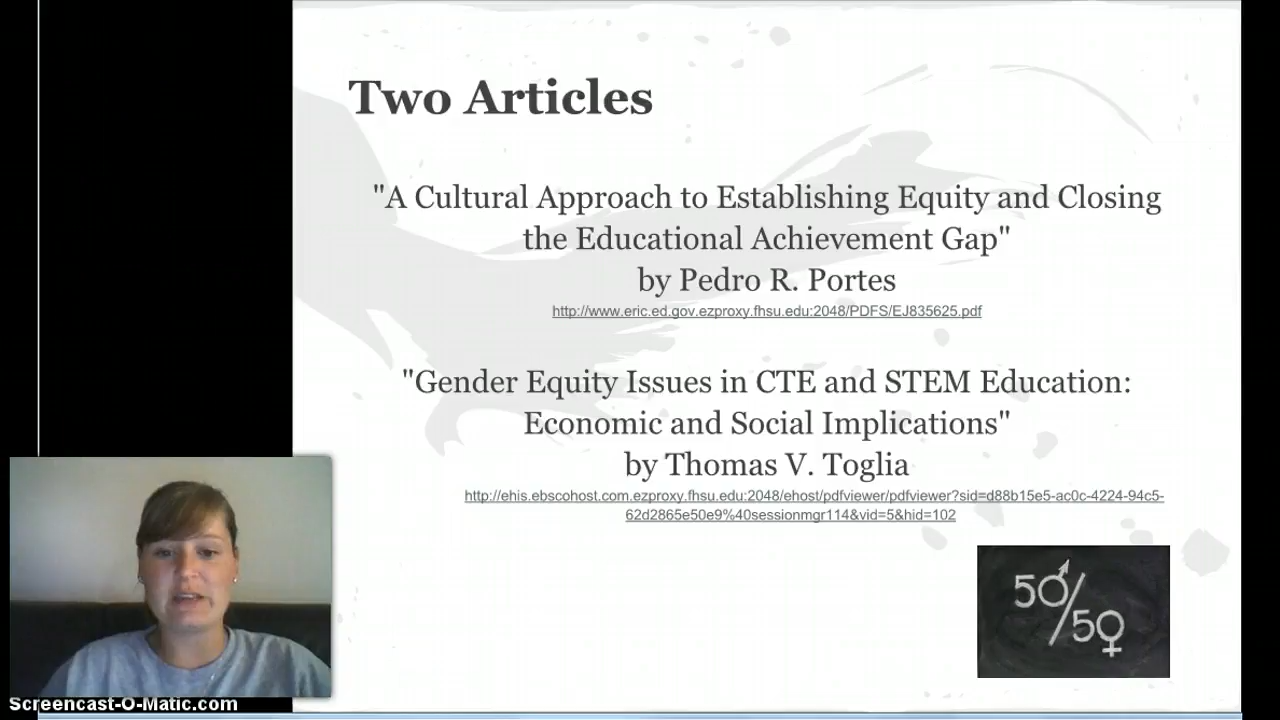 Two Articles
"A Cultural Approach to Establishing Equity and Closing
the Educational Achievement Gap"
by Pedro R. Portes
http://www.eric.ed.gov.ezproxy.fhsu.edu:2048/PDFS/EJ835625.pdf
"Gender Equity Issues in CTE and STEM Education:
Economic and Social Implications"
by Thomas V. Toglia
http://ehis.ebscohost.com.ezproxy.fhsu.edu:2048/ehost/pdfviewer/pdfviewer?sid=d88b15e5-ac0c-4224-94c5-
62d2865e50e9%40sessionmgr114&vid=5&hid=102
50/50
Screencast-O-Matic.com